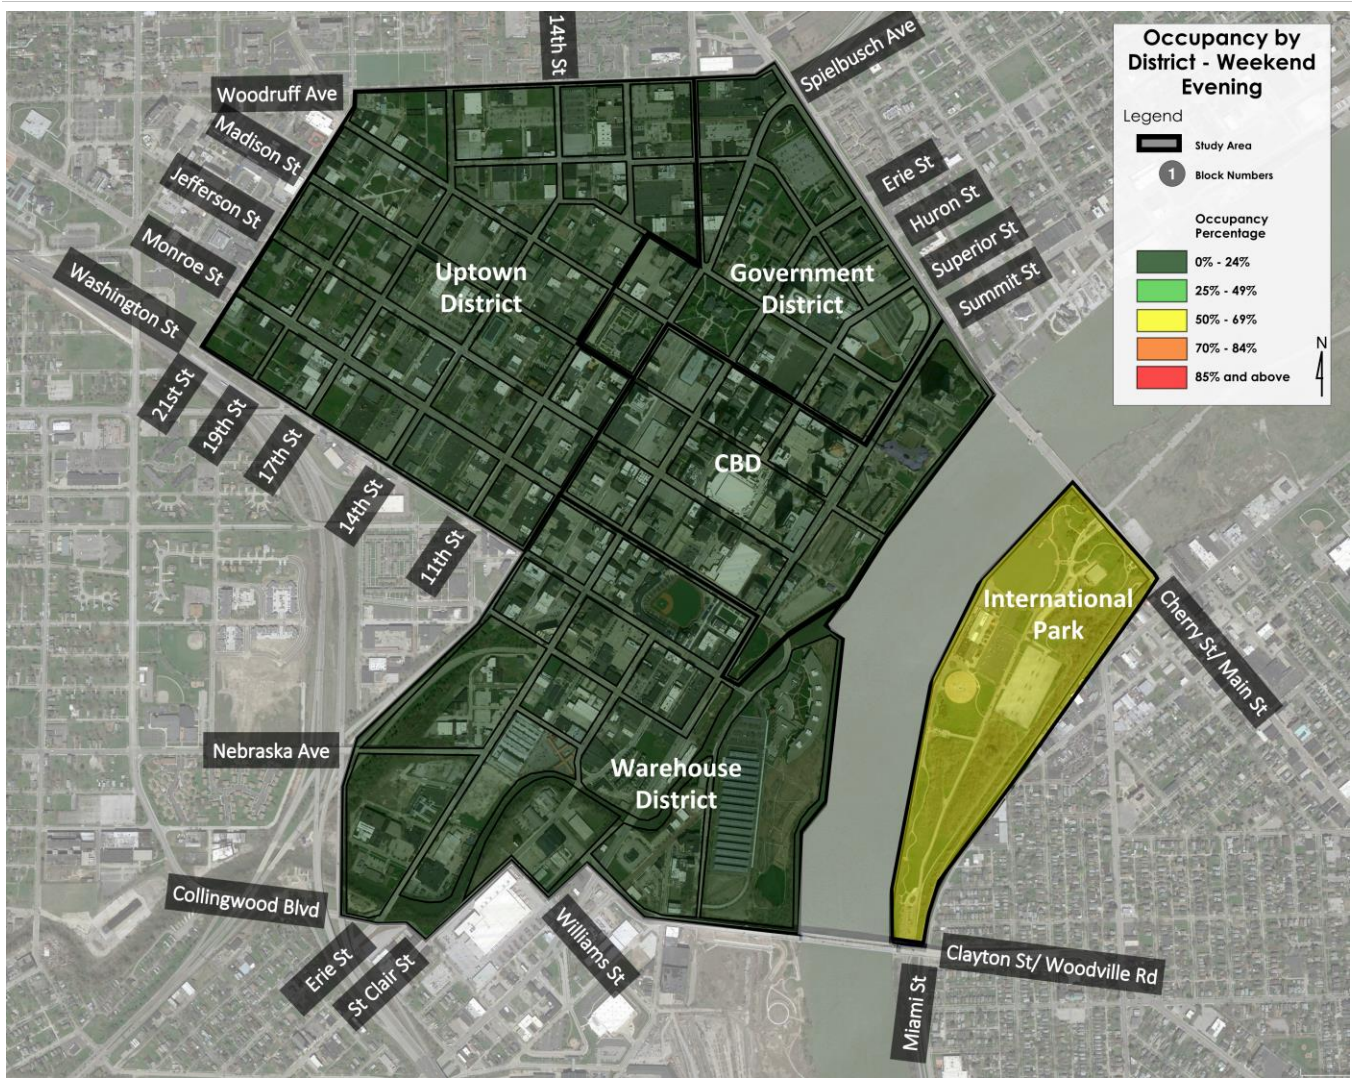 Occupancy by
District - Weekend
Evening
Legend
Study Area
1
Block Numbers
Occupancy
Percentage
0% - 24%
25% - 49%
50% - 69%
70% - 84%
85% and above
N
14th St
Spielbusch Ave
Woodruff Ave
Madison St
Jefferson St
Monroe St
Washington St
21st St
19th St
17th St
14th St
11th St
Erie St
Huron St
Superior St
Summit St
Uptown
District
Government
District
CBD
International
Park
Cherry St/ Main St
Nebraska Ave
Warehouse
District
Collingwood Blvd
Erie St
St Clair St
Williams St
Clayton St/ Woodville Rd
Miami St